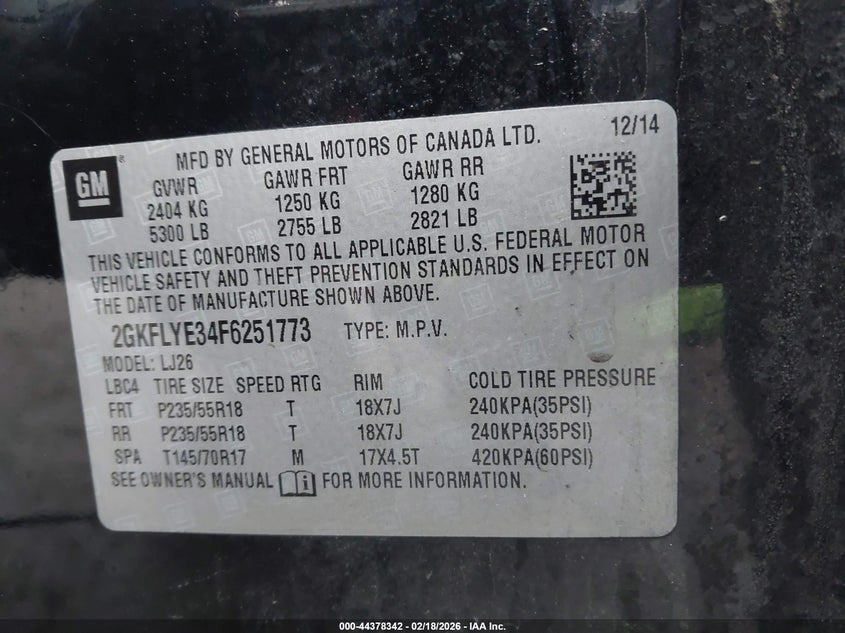 12/14
MFD BY GENERAL MOTORS OF CANADA LTD.
GM
GVWR GAWR FRT GAWR RR
2404 KG 1250 KG 1280 KG
5300 LB 2755 LB 2821 LB
THIS VEHICLE CONFORMS TO ALL APPLICABLE U.S. FEDERAL MOTOR
VEHICLE SAFETY AND THEFT PREVENTION STANDARDS IN EFFECT ON
THE DATE OF MANUFACTURE SHOWN ABOVE.
2GKFLYE34F6251773 TYPE: M.P.V.
MODEL: LJ26
LBC4 TIRE SIZE SPEED RTG RIM COLD TIRE PRESSURE
FRT P235/55R18 T 18X7J 240KPA(35PSI)
RR P235/55R18 T 18X7J 240KPA(35PSI)
SPA T145/70R17 M 17X4.5T 420KPA(60PSI)
SEE OWNER'S MANUAL FOR MORE INFORMATION.
000-44378342 - 02/18/2026 - IAA Inc.